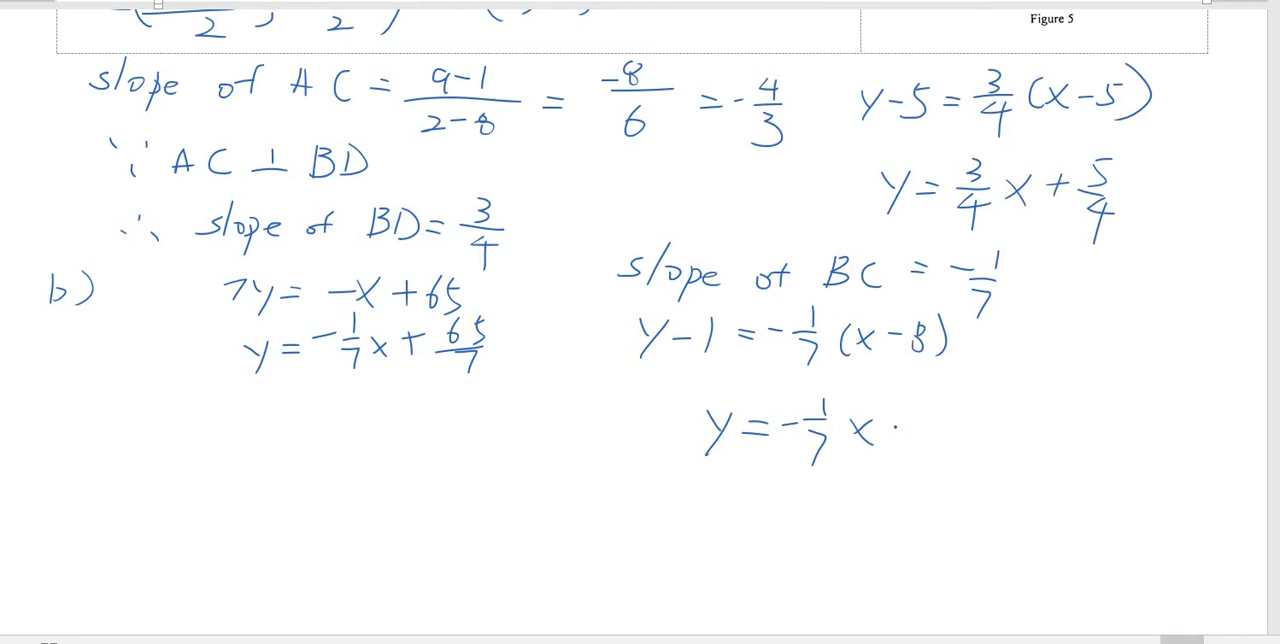 Figure 5
2 , 2 )
slope of AC = 9-1/2-8 = -8/6 = -4/3
∵ AC ⊥ BD
∴ slope of BD = 3/4
y-5 = 3/4 (x-5)
y = 3/4 x + 5/4
b) 7y = -x + 65
y = -1/7 x + 65/7
slope of BC = -1/7
y-1 = -1/7 (x-8)
y = -1/7 x